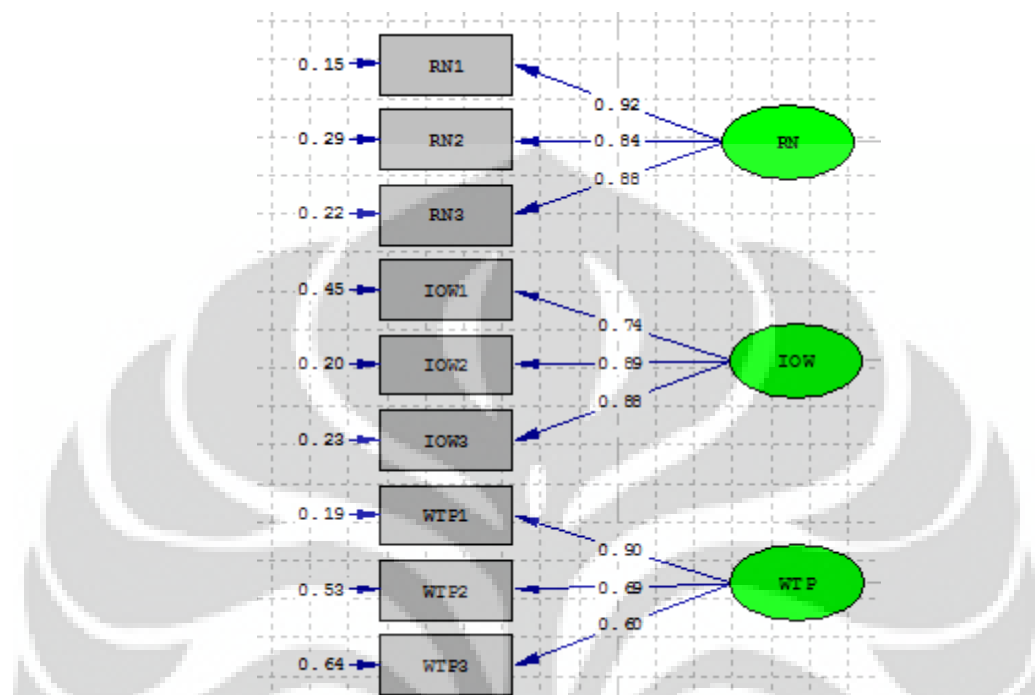 0.15 RN1
0.92
0.29 RN2 0.84 RN
0.88
0.22 RN3
0.45 IOW1
0.74
0.20 IOW2 0.89 IOW
0.88
0.23 IOW3
0.19 WTP1
0.90
0.53 WTP2 0.69 WTP
0.60
0.64 WTP3